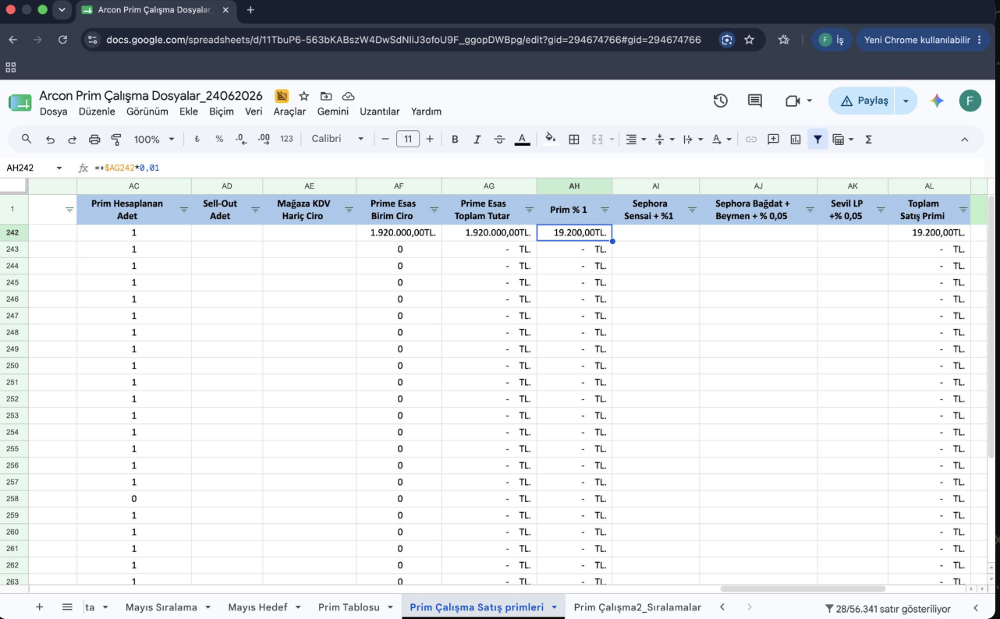 Arcon Prim Çalışma Dosyalar_
docs.google.com/spreadsheets/d/11TbuP6-563bKABszW4DwSdNIiJ3ofoU9F_ggopDWBpg/edit?gid=294674766#gid=294674766
F İş
Yeni Chrome kullanılabilir
Arcon Prim Çalışma Dosyalar_24062026
Dosya Düzenle Görünüm Ekle Biçim Veri Araçlar Gemini Uzantılar Yardım
Paylaş
F
100% ₺ % .0 .00 123 Calibri 11 B I A Σ
AH242 fx =+$AG242*0,01
AC AD AE AF AG AH AI AJ AK AL
1 Prim Hesaplanan Adet Sell-Out Adet Mağaza KDV Hariç Ciro Prime Esas Birim Ciro Prime Esas Toplam Tutar Prim % 1 Sephora Sensai + %1 Sephora Bağdat + Beymen + % 0,05 Sevil LP +% 0,05 Toplam Satış Primi
242 1 1.920.000,00TL. 1.920.000,00TL. 19.200,00TL. 19.200,00TL.
243 1 0 - TL. - TL. - TL.
244 1 0 - TL. - TL. - TL.
245 1 0 - TL. - TL. - TL.
246 1 0 - TL. - TL. - TL.
247 1 0 - TL. - TL. - TL.
248 1 0 - TL. - TL. - TL.
249 1 0 - TL. - TL. - TL.
250 1 0 - TL. - TL. - TL.
251 1 0 - TL. - TL. - TL.
252 1 0 - TL. - TL. - TL.
253 1 0 - TL. - TL. - TL.
254 1 0 - TL. - TL. - TL.
255 1 0 - TL. - TL. - TL.
256 1 0 - TL. - TL. - TL.
257 1 0 - TL. - TL. - TL.
258 0 0 - TL. - TL. - TL.
259 1 0 - TL. - TL. - TL.
260 1 0 - TL. - TL. - TL.
261 1 0 - TL. - TL. - TL.
262 1 0 - TL. - TL. - TL.
263 1 0 - TL. - TL. - TL.
ta Mayıs Sıralama Mayıs Hedef Prim Tablosu Prim Çalışma Satış primleri Prim Çalışma2_Sıralamalar 28/56.341 satır gösteriliyor